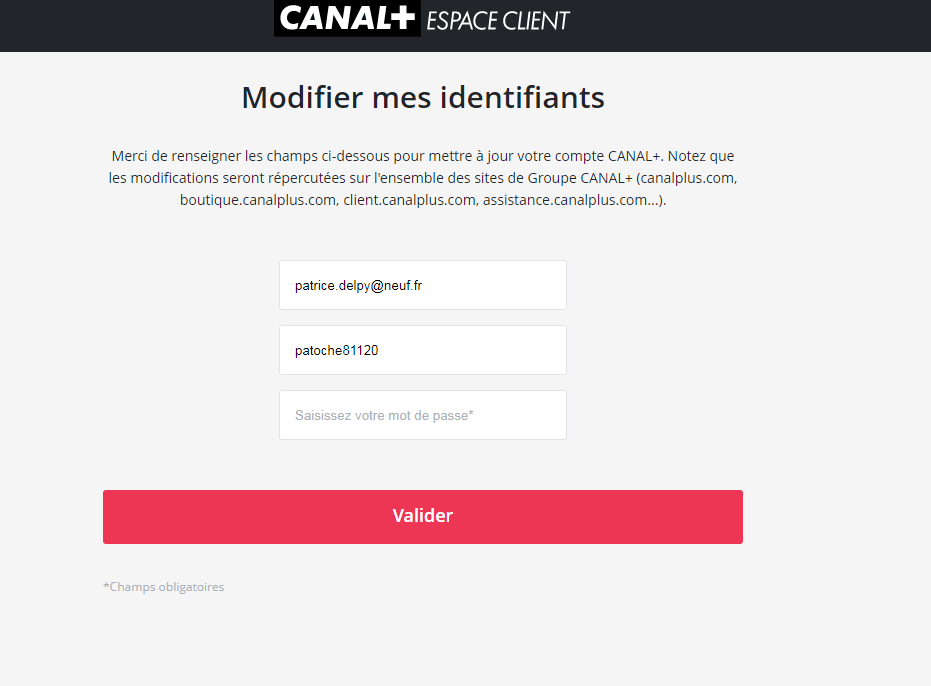 CANAL+ ESPACE CLIENT
Modifier mes identifiants
Merci de renseigner les champs ci-dessous pour mettre à jour votre compte CANAL+. Notez que
les modifications seront répercutées sur l'ensemble des sites de Groupe CANAL+ (canalplus.com,
boutique.canalplus.com, client.canalplus.com, assistance.canalplus.com...).
patrice.delpy@neuf.fr
patoche81120
Saisissez votre mot de passe*
Valider
*Champs obligatoires